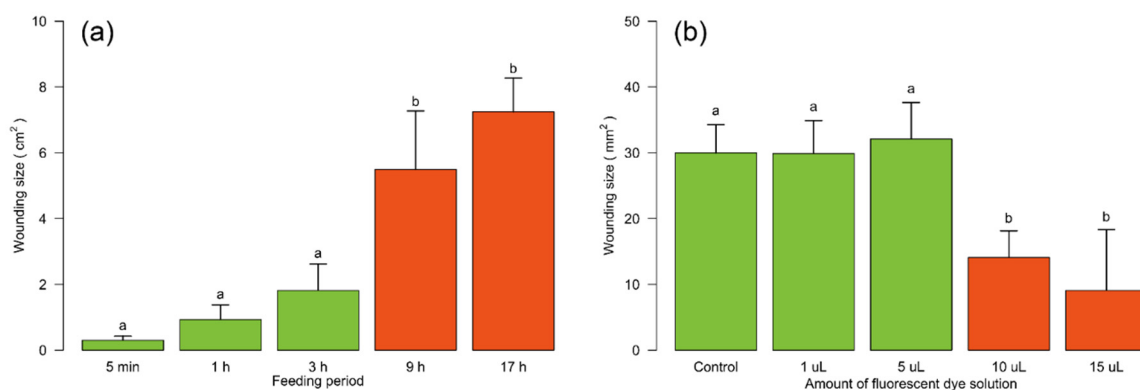 (a)
10
8
6
4
2
0
Wounding size ( cm² )
a
a
a
b
b
5 min 1 h 3 h 9 h 17 h
Feeding period
(b)
50
40
30
20
10
0
Wounding size ( mm² )
a
a
a
b
b
Control 1 uL 5 uL 10 uL 15 uL
Amount of fluorescent dye solution